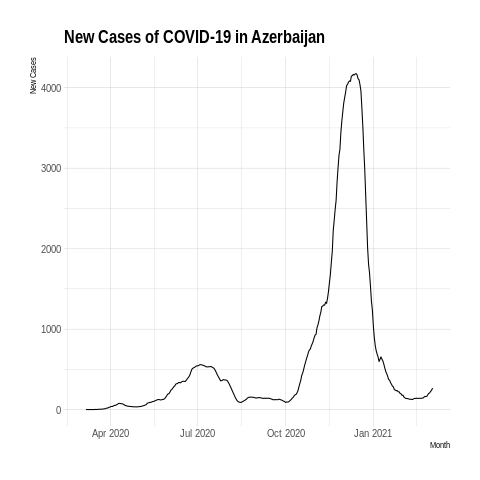 New Cases of COVID-19 in Azerbaijan
New Cases
4000
3000
2000
1000
0
Apr 2020 Jul 2020 Oct 2020 Jan 2021
Month